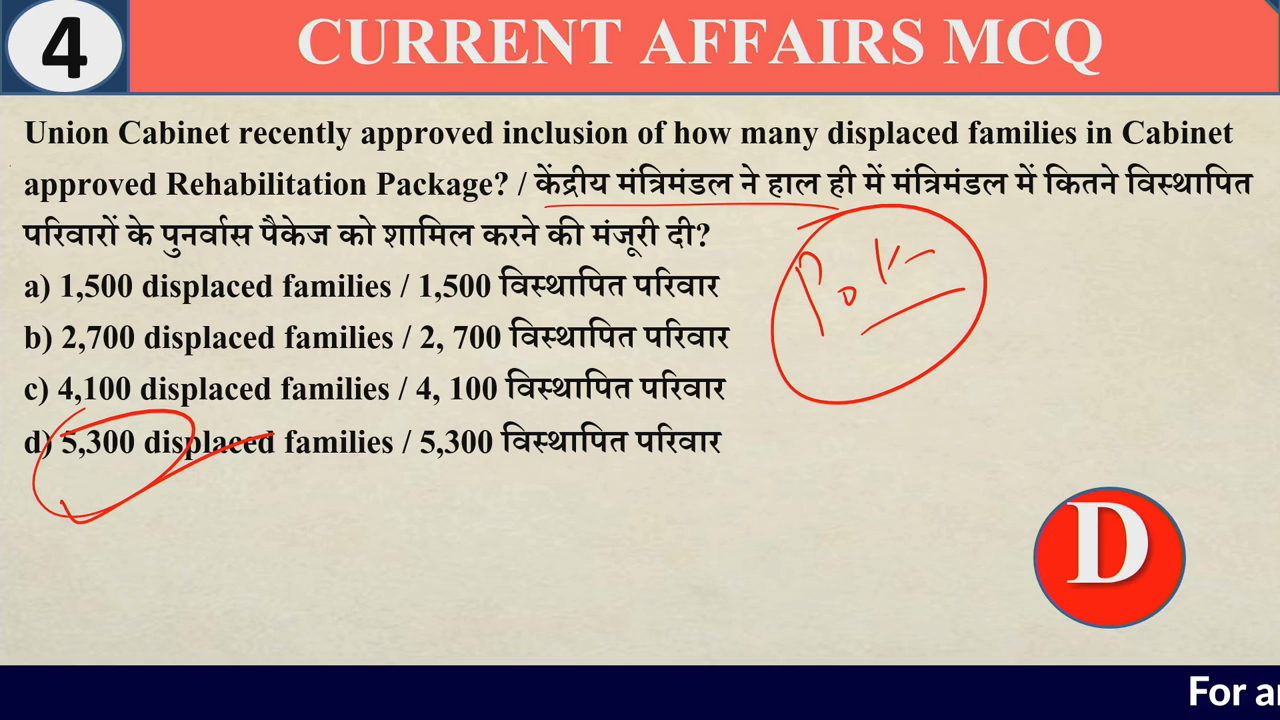 4
CURRENT AFFAIRS MCQ
Union Cabinet recently approved inclusion of how many displaced families in Cabinet
approved Rehabilitation Package? / केंद्रीय मंत्रिमंडल ने हाल ही में मंत्रिमंडल में कितने विस्थापित
परिवारों के पुनर्वास पैकेज को शामिल करने की मंजूरी दी?
a) 1,500 displaced families / 1,500 विस्थापित परिवार
b) 2,700 displaced families / 2, 700 विस्थापित परिवार
c) 4,100 displaced families / 4, 100 विस्थापित परिवार
d) 5,300 displaced families / 5,300 विस्थापित परिवार
PoK
D
For